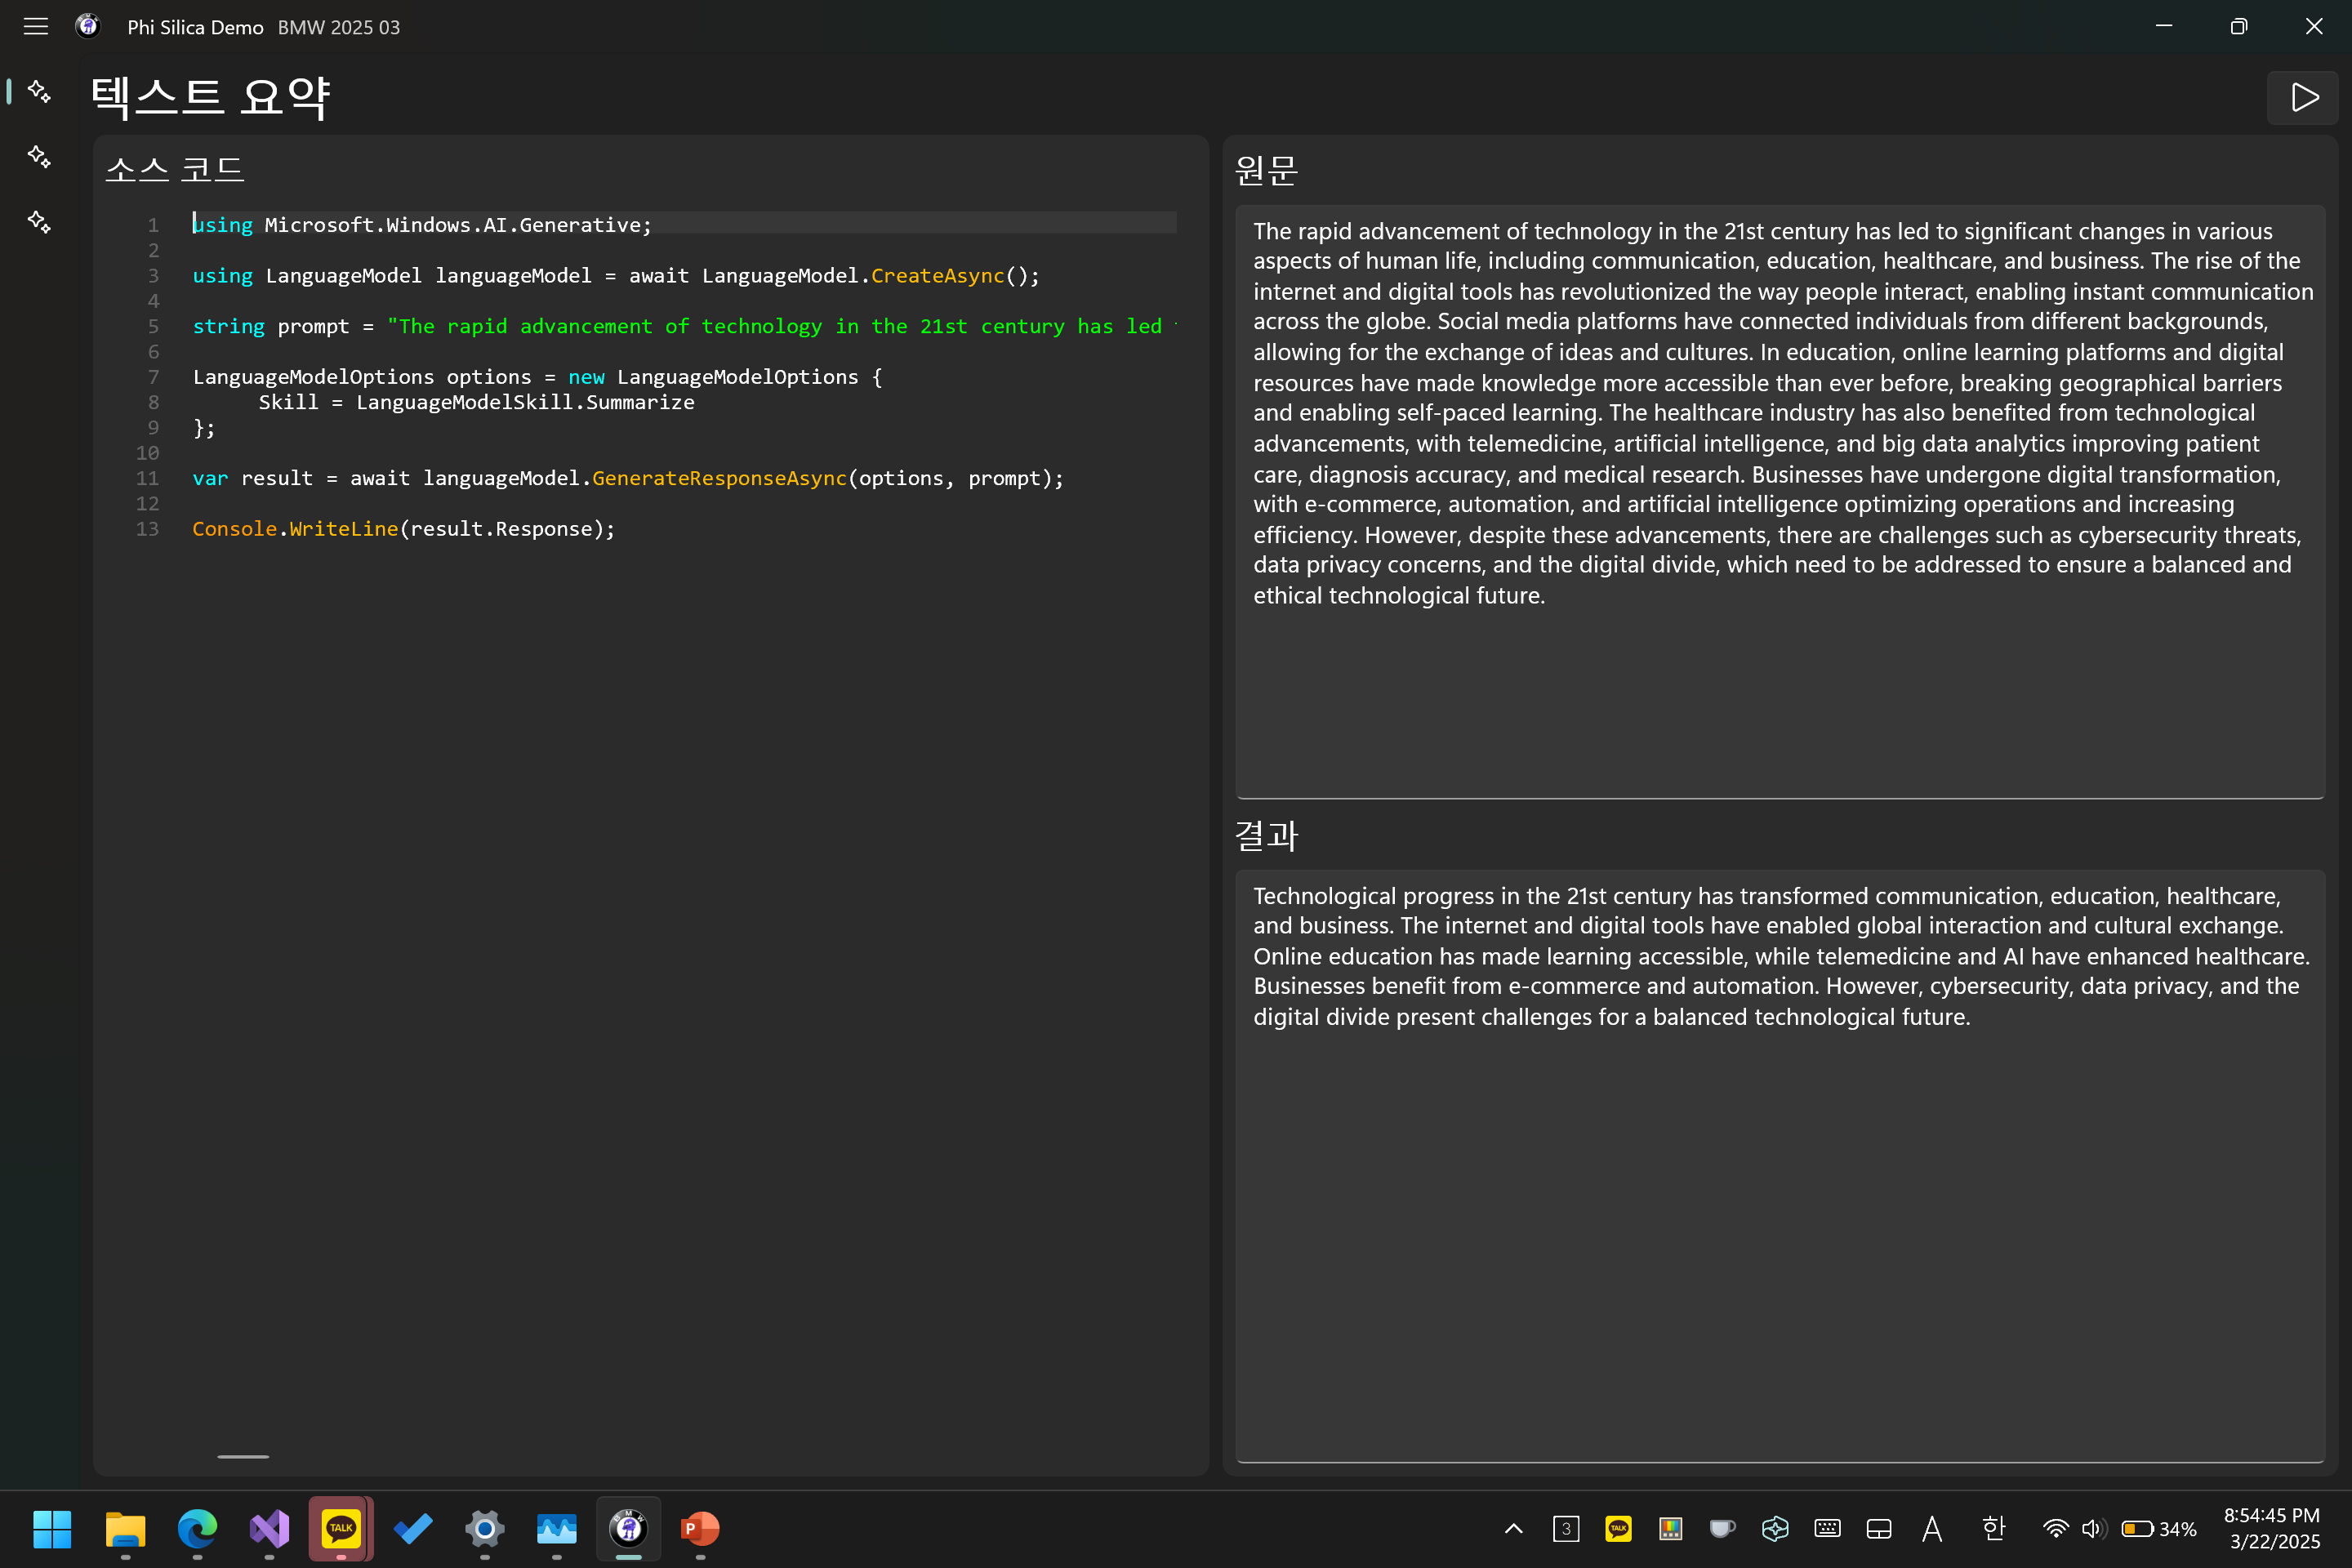 Phi Silica Demo BMW 2025 03
텍스트 요약
소스 코드
1 using Microsoft.Windows.AI.Generative;
2
3 using LanguageModel languageModel = await LanguageModel.CreateAsync();
4
5 string prompt = "The rapid advancement of technology in the 21st century has led
6
7 LanguageModelOptions options = new LanguageModelOptions {
8 Skill = LanguageModelSkill.Summarize
9 };
10
11 var result = await languageModel.GenerateResponseAsync(options, prompt);
12
13 Console.WriteLine(result.Response);
원문
The rapid advancement of technology in the 21st century has led to significant changes in various
aspects of human life, including communication, education, healthcare, and business. The rise of the
internet and digital tools has revolutionized the way people interact, enabling instant communication
across the globe. Social media platforms have connected individuals from different backgrounds,
allowing for the exchange of ideas and cultures. In education, online learning platforms and digital
resources have made knowledge more accessible than ever before, breaking geographical barriers
and enabling self-paced learning. The healthcare industry has also benefited from technological
advancements, with telemedicine, artificial intelligence, and big data analytics improving patient
care, diagnosis accuracy, and medical research. Businesses have undergone digital transformation,
with e-commerce, automation, and artificial intelligence optimizing operations and increasing
efficiency. However, despite these advancements, there are challenges such as cybersecurity threats,
data privacy concerns, and the digital divide, which need to be addressed to ensure a balanced and
ethical technological future.
결과
Technological progress in the 21st century has transformed communication, education, healthcare,
and business. The internet and digital tools have enabled global interaction and cultural exchange.
Online education has made learning accessible, while telemedicine and AI have enhanced healthcare.
Businesses benefit from e-commerce and automation. However, cybersecurity, data privacy, and the
digital divide present challenges for a balanced technological future.
TALK
BMW
P
3
TALK
A
한
34%
8:54:45 PM
3/22/2025